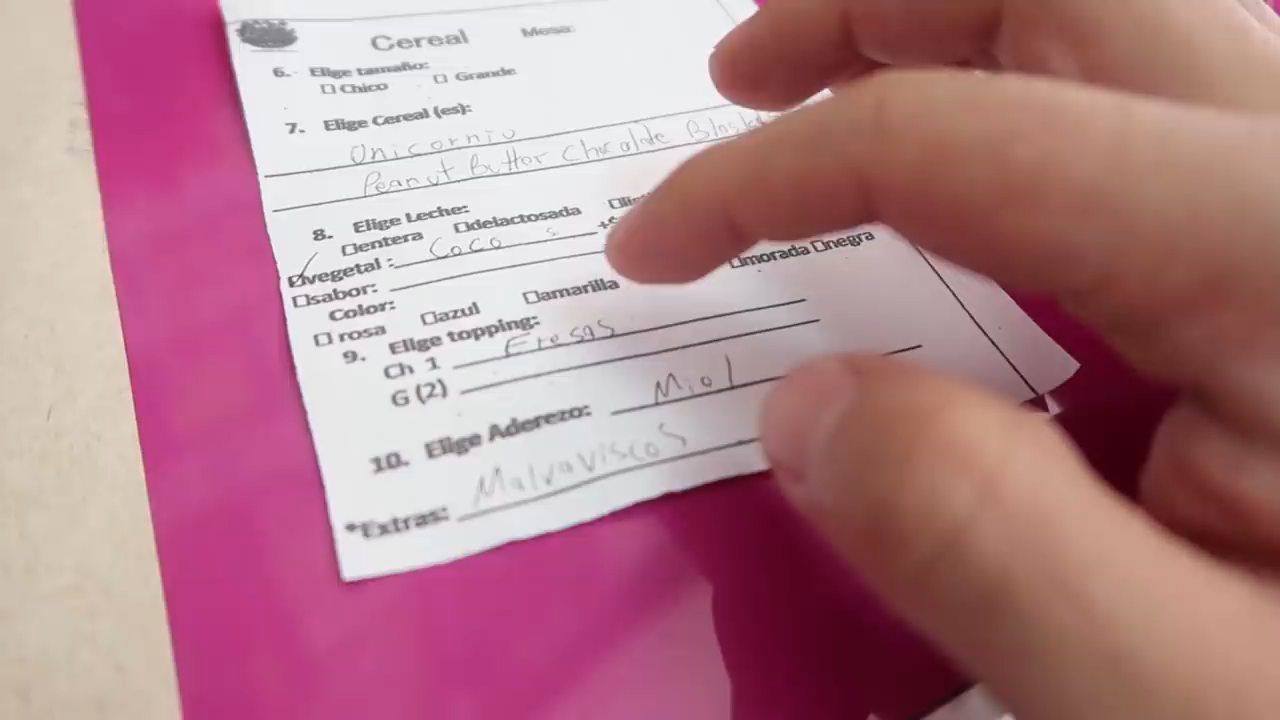 Cereal Mesa:
6. Elige tamaño:
□ Chico □ Grande
7. Elige Cereal (es):
Unicornio
Peanut Butter Chocolate
8. Elige Leche:
□entera □delactosada
□vegetal : Coco
□sabor:
Color:
□ rosa □azul □amarilla □morada □negra
9. Elige topping:
Ch 1 Fresas
G (2)
10. Elige Aderezo: Miel
*Extras: Malvaviscos